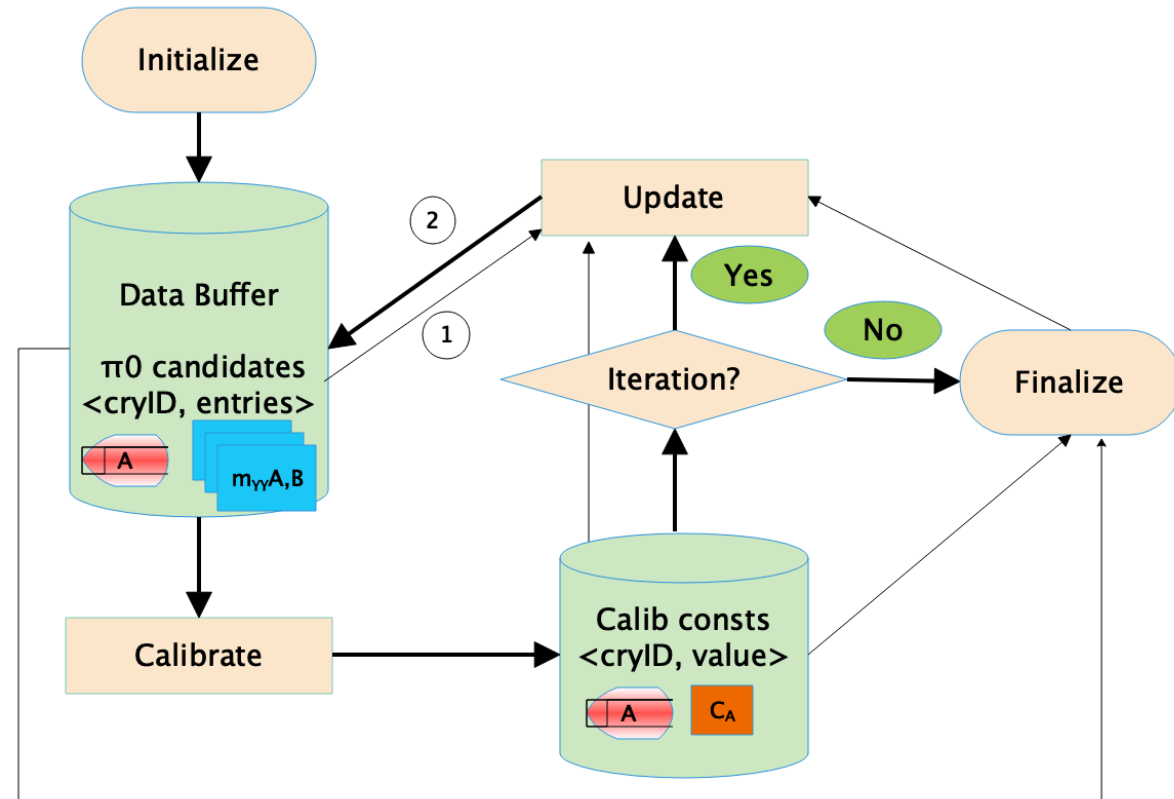 Initialize
Update
2
Data Buffer
Yes
1
No
π0 candidates
<cryID, entries>
Iteration?
Finalize
A
mγγA,B
Calib consts
<cryID, value>
Calibrate
A
CA